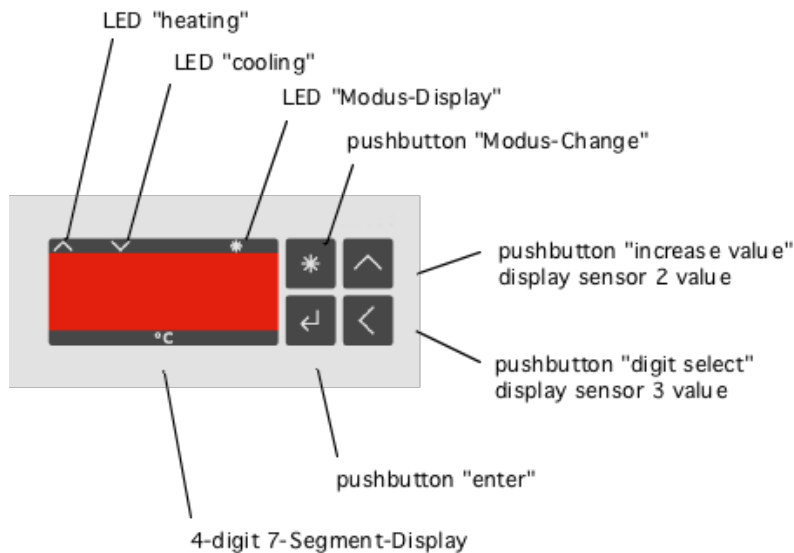 LED "heating"
LED "cooling"
LED "Modus-Display"
pushbutton "Modus-Change"
pushbutton "increase value"
display sensor 2 value
°C
pushbutton "digit select"
display sensor 3 value
pushbutton "enter"
4-digit 7-Segment-Display